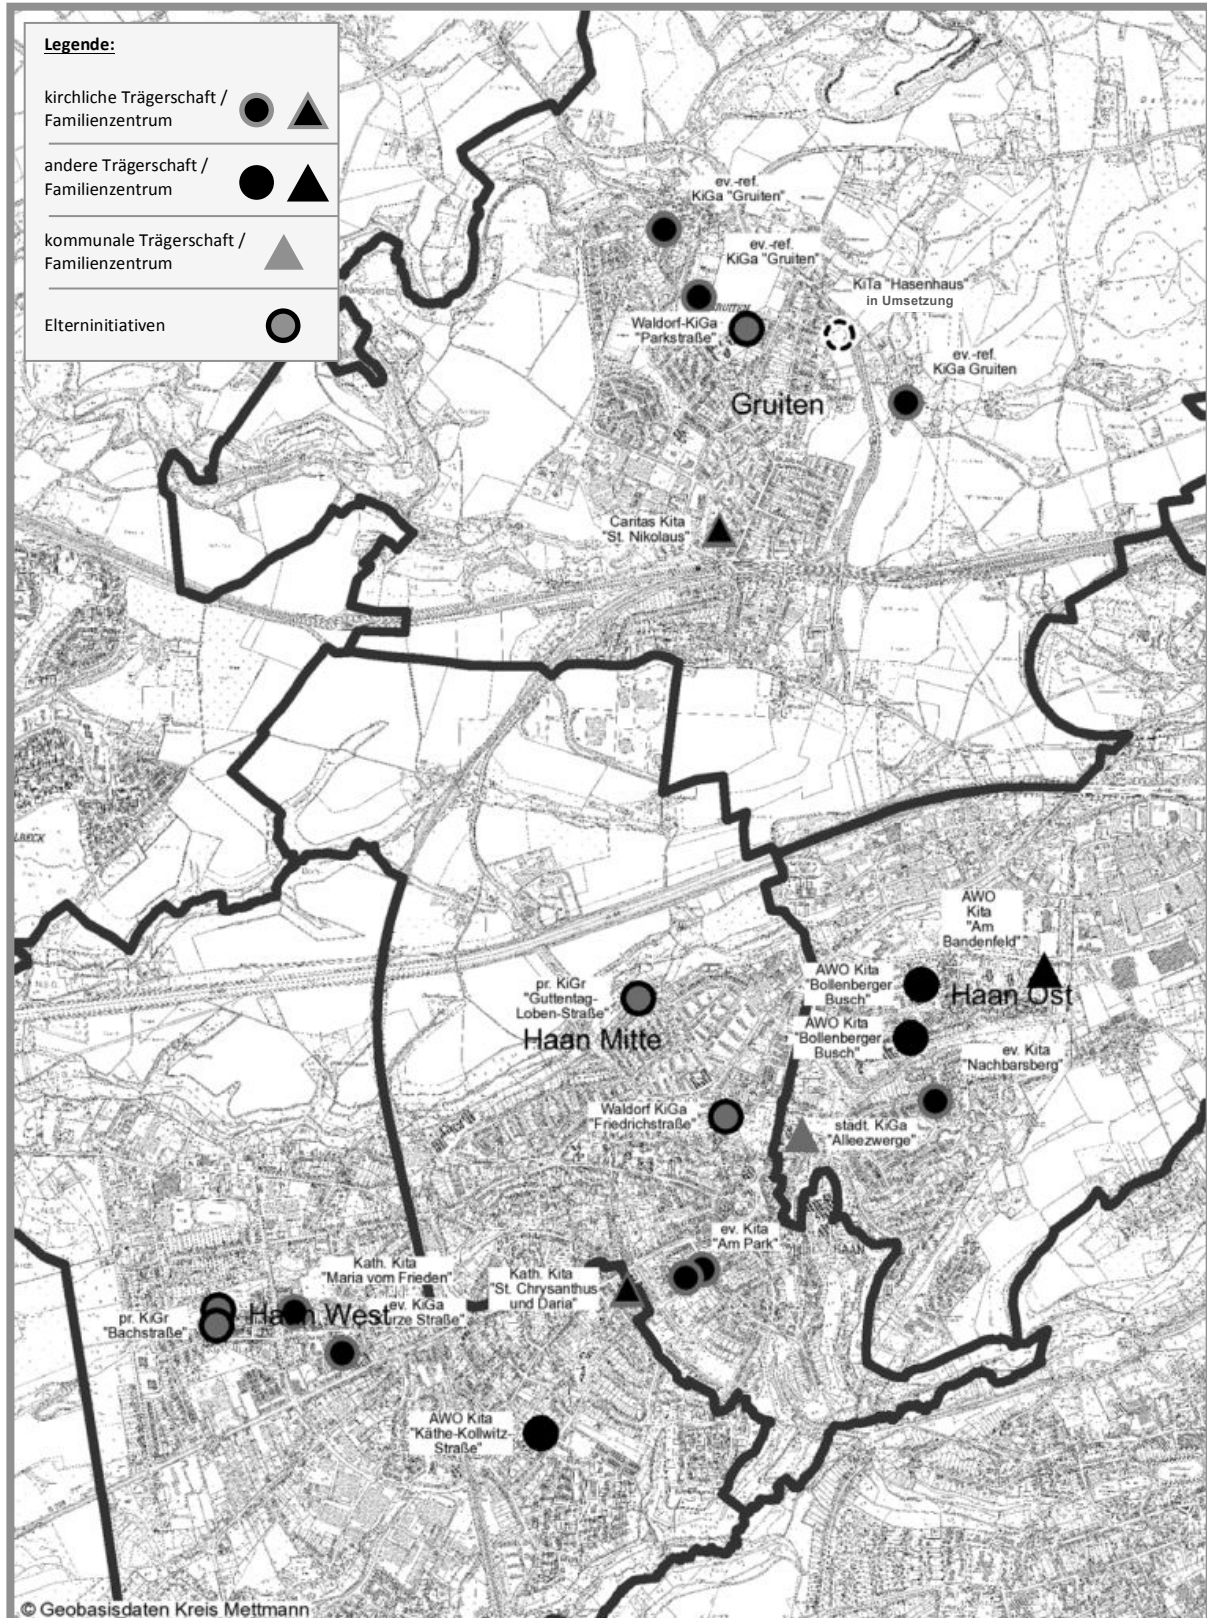 Legende:
kirchliche Trägerschaft /
Familienzentrum
andere Trägerschaft /
Familienzentrum
kommunale Trägerschaft /
Familienzentrum
Elterninitiativen
ev.-ref.
KiGa "Gruiten"
ev.-ref.
KiGa "Gruiten"
KiTa "Hasenhaus"
in Umsetzung
Waldorf-KiGa
"Parkstraße"
ev.-ref.
KiGa Gruiten
Gruiten
Caritas Kita
"St. Nikolaus"
AWO
Kita
"Am
Bandenfeld"
AWO Kita
"Bollenberger
Busch"
Haan Ost
pr. KiGr
"Guttentag-
Loben-Straße"
Haan Mitte
AWO Kita
"Bollenberger
Busch"
ev. Kita
"Nachbarsberg"
Waldorf KiGa
"Friedrichstraße"
städt. KiGa
"Alleezwerge"
ev. Kita
"Am Park"
HAAN
Kath. Kita
"Maria vom Frieden"
Kath. Kita
"St. Chrysanthus
und Daria"
pr. KiGr
"Bachstraße"
Haan West
ev. KiGa
urze Straße"
AWO Kita
"Käthe-Kollwitz-
Straße"
© Geobasisdaten Kreis Mettmann